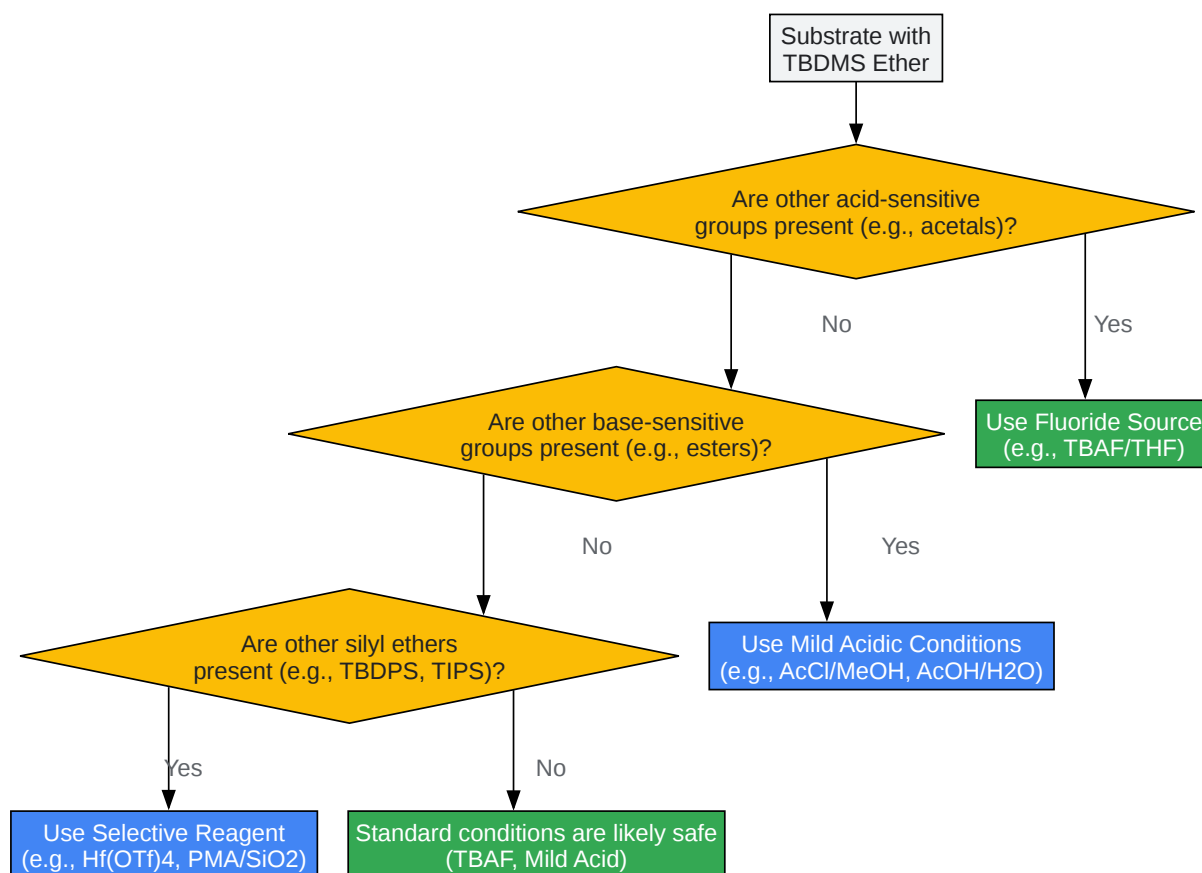 Substrate with
TBDMS Ether
Are other acid-sensitive
groups present (e.g., acetals)?
No
Yes
Are other base-sensitive
groups present (e.g., esters)?
Use Fluoride Source
(e.g., TBAF/THF)
No
Yes
Are other silyl ethers
present (e.g., TBDPS, TIPS)?
Use Mild Acidic Conditions
(e.g., AcCl/MeOH, AcOH/H2O)
Yes
No
Use Selective Reagent
(e.g., Hf(OTf)4, PMA/SiO2)
Standard conditions are likely safe
(TBAF, Mild Acid)